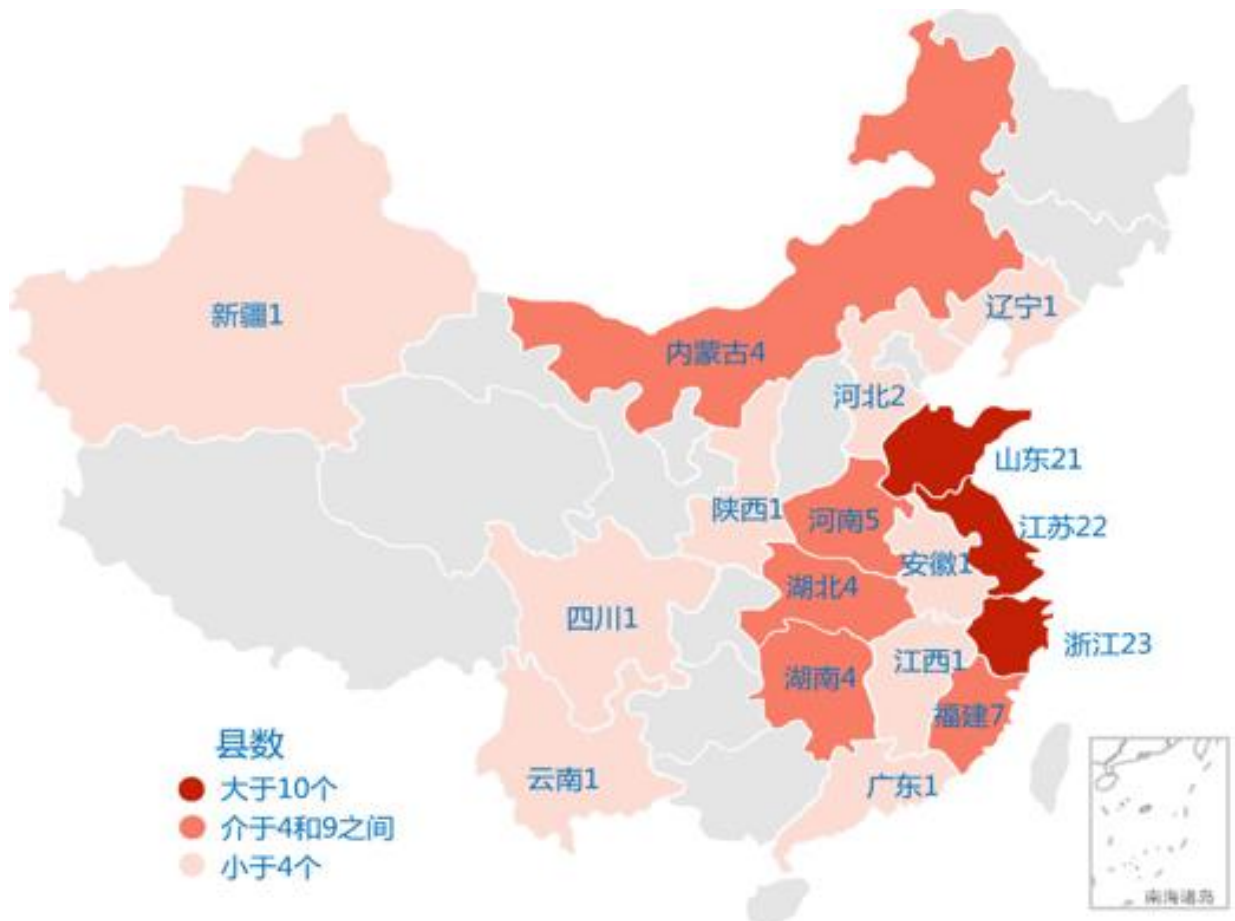 新疆1
内蒙古4
辽宁1
河北2
山东21
陕西1
河南5
江苏22
安徽1
湖北4
四川1
浙江23
江西1
湖南4
福建7
云南1
广东1
县数
大于10个
介于4和9之间
小于4个
南海诸岛